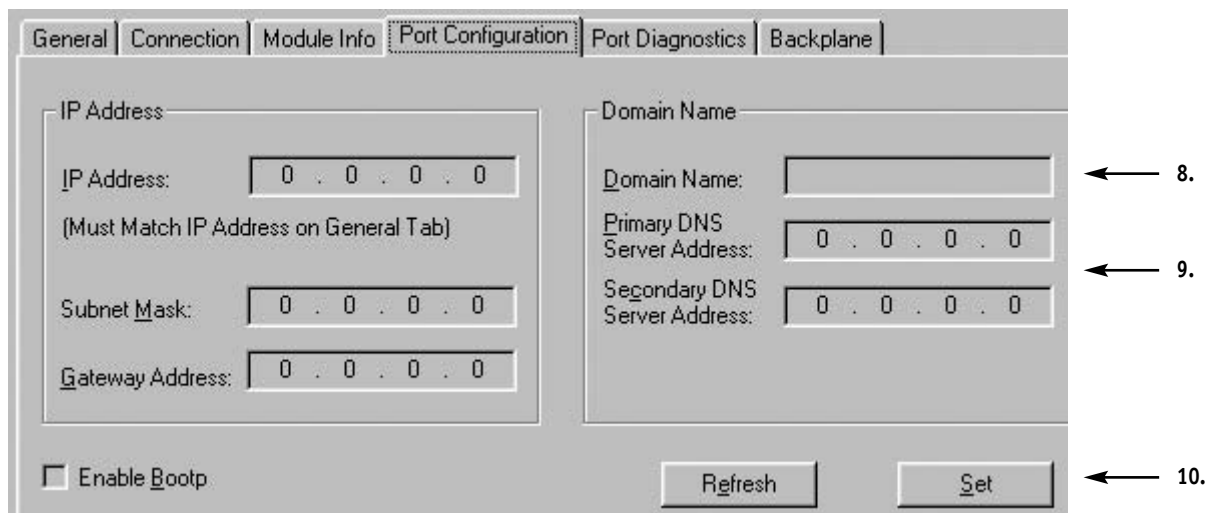 General Connection Module Info Port Configuration Port Diagnostics Backplane
IP Address
IP Address: 0 . 0 . 0 . 0
(Must Match IP Address on General Tab)
Subnet Mask: 0 . 0 . 0 . 0
Gateway Address: 0 . 0 . 0 . 0
Domain Name
Domain Name:
8.
Primary DNS
Server Address: 0 . 0 . 0 . 0
9.
Secondary DNS
Server Address: 0 . 0 . 0 . 0
Enable Bootp
Refresh Set
10.